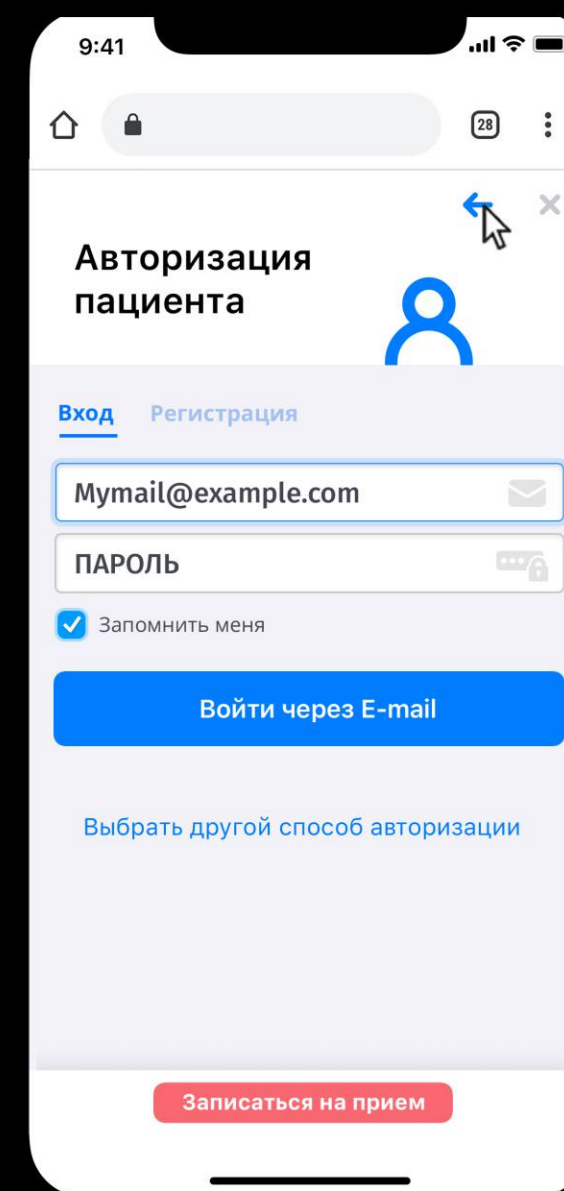 9:41
28
Авторизация
пациента
Вход Регистрация
Mymail@example.com
ПАРОЛЬ
Запомнить меня
Войти через E-mail
Выбрать другой способ авторизации
Записаться на прием